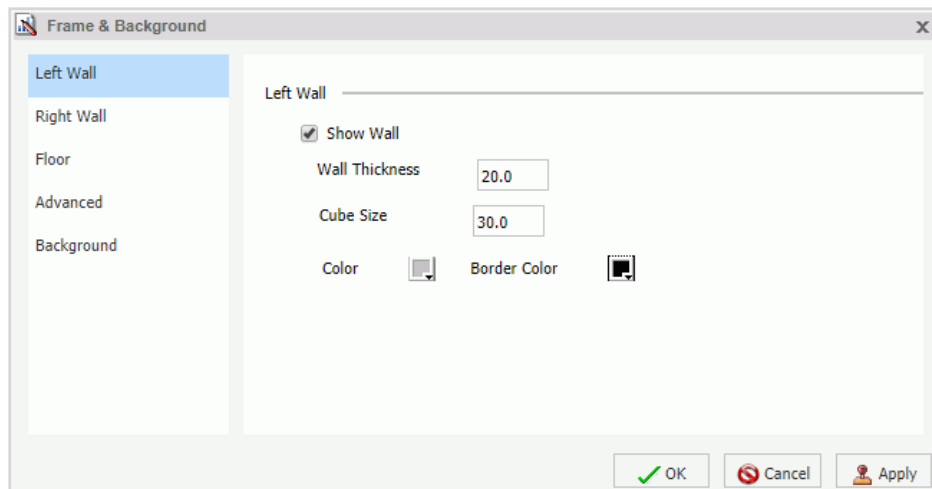 Frame & Background
x
Left Wall
Right Wall
Floor
Advanced
Background
Left Wall
Show Wall
Wall Thickness 20.0
Cube Size 30.0
Color Border Color
OK Cancel Apply